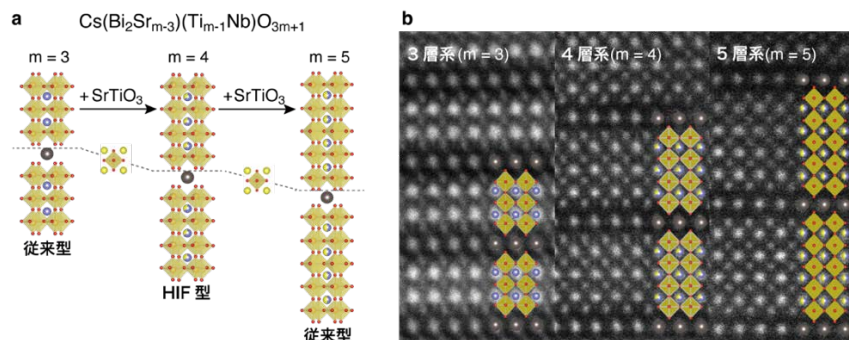 a
Cs(Bi₂Srₘ₋₃)(Tiₘ₋₁Nb)O₃ₘ₊₁
m = 3
m = 4
m = 5
+SrTiO₃
+SrTiO₃
従来型
HIF 型
従来型
b
3 層系(m = 3)
4 層系(m = 4)
5 層系(m = 5)